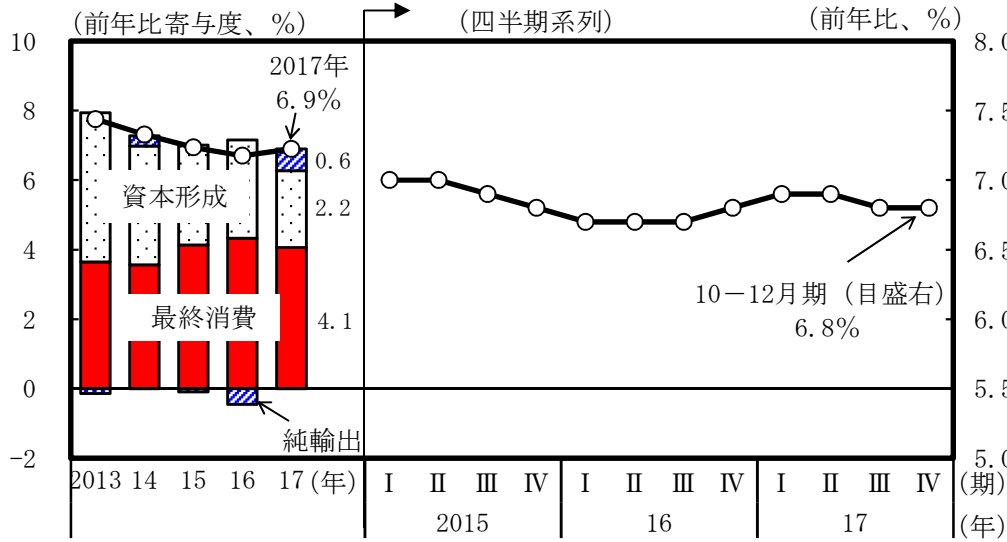 (前年比寄与度、%)
(四半期系列)
(前年比、%)
10
8
6
4
2
0
-2
8.0
7.5
7.0
6.5
6.0
5.5
5.0
2017年
6.9%
0.6
2.2
4.1
資本形成
最終消費
純輸出
10－12月期（目盛右）
6.8%
2013 14 15 16 17 (年)
Ⅰ Ⅱ Ⅲ Ⅳ Ⅰ Ⅱ Ⅲ Ⅳ Ⅰ Ⅱ Ⅲ Ⅳ (期)
2015 16 17 (年)